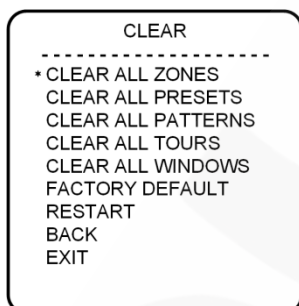 CLEAR
- - - - - - - - - - - - - - - - - - - -
* CLEAR ALL ZONES
CLEAR ALL PRESETS
CLEAR ALL PATTERNS
CLEAR ALL TOURS
CLEAR ALL WINDOWS
FACTORY DEFAULT
RESTART
BACK
EXIT